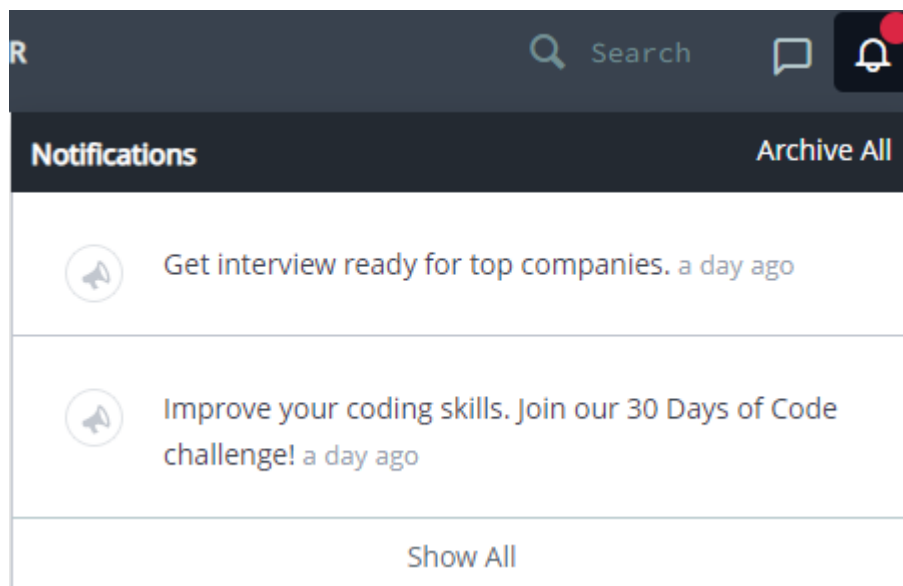 R
Search
Notifications
Archive All
Get interview ready for top companies. a day ago
Improve your coding skills. Join our 30 Days of Code
challenge! a day ago
Show All